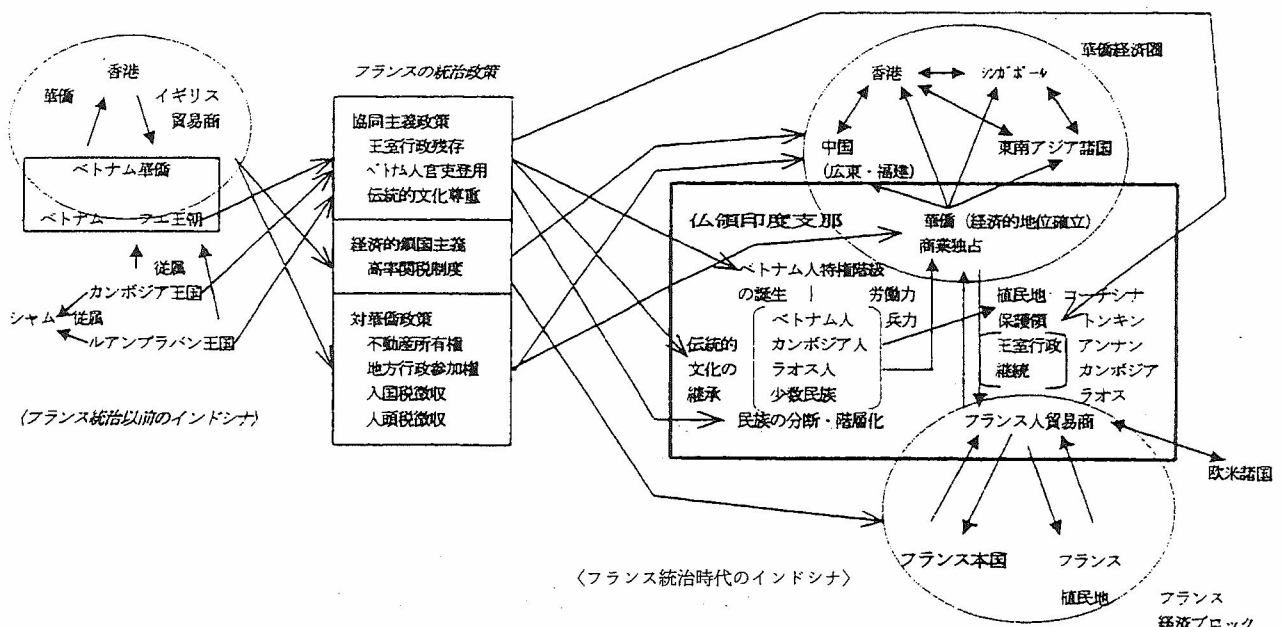 香港
華僑
イギリス
貿易商
ベトナム華僑
ベトナム――フエ王朝
従属
カンボジア王国
シャム
従属
ルアンプラバン王国
〈フランス統治以前のインドシナ〉
フランスの統治政策
協同主義政策
王室行政残存
ベトナム人官吏登用
伝統的文化尊重
経済的鎖国主義
高率関税制度
対華僑政策
不動産所有権
地方行政参加権
入国税徴収
人頭税徴収
華僑経済圏
香港
シンガポール
中国
(広東・福建)
東南アジア諸国
仏領印度支那
華僑(経済的地位確立)
商業独占
ベトナム人特権階級
の誕生
労働力
兵力
ベトナム人
カンボジア人
ラオス人
少数民族
伝統的
文化の
継承
民族の分断・階層化
植民地 コーチシナ
保護領 トンキン
王室行政 アンナン
継続 カンボジア
ラオス
フランス人貿易商
欧米諸国
フランス本国
フランス
植民地
フランス
経済ブロック
〈フランス統治時代のインドシナ〉